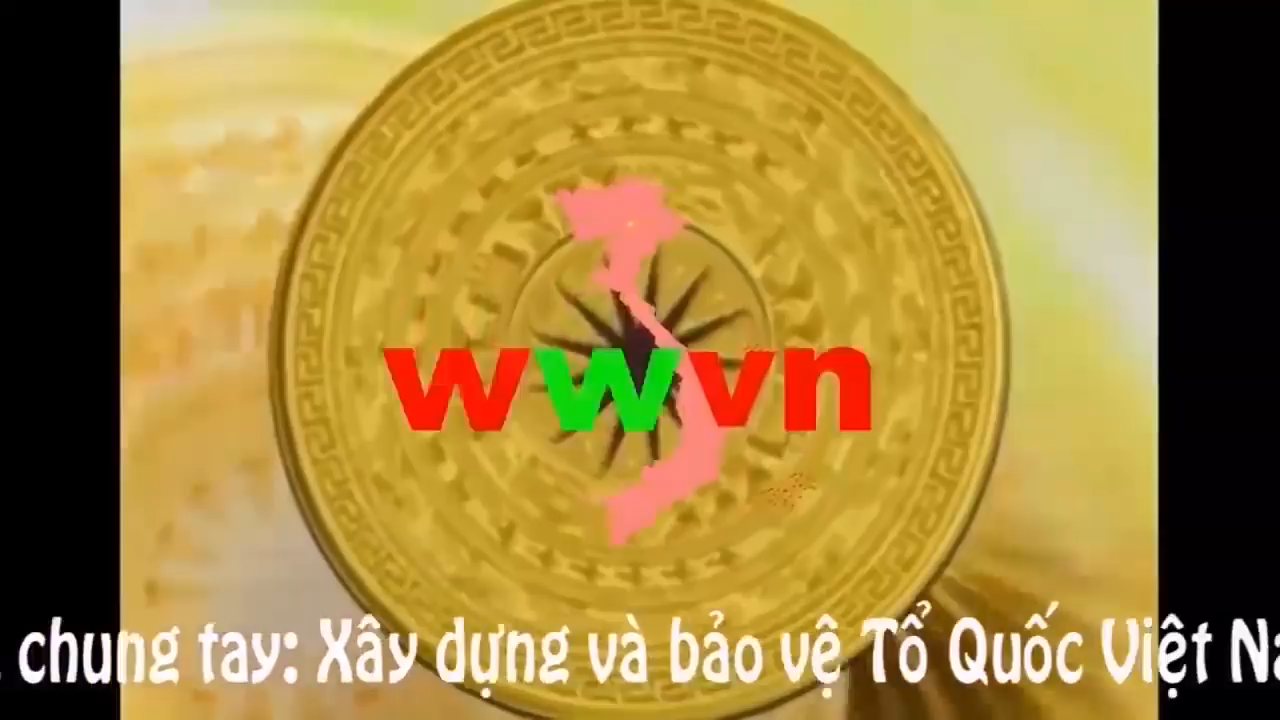 wwvn
chung tay: Xây dựng và bảo vệ Tổ Quốc Việt